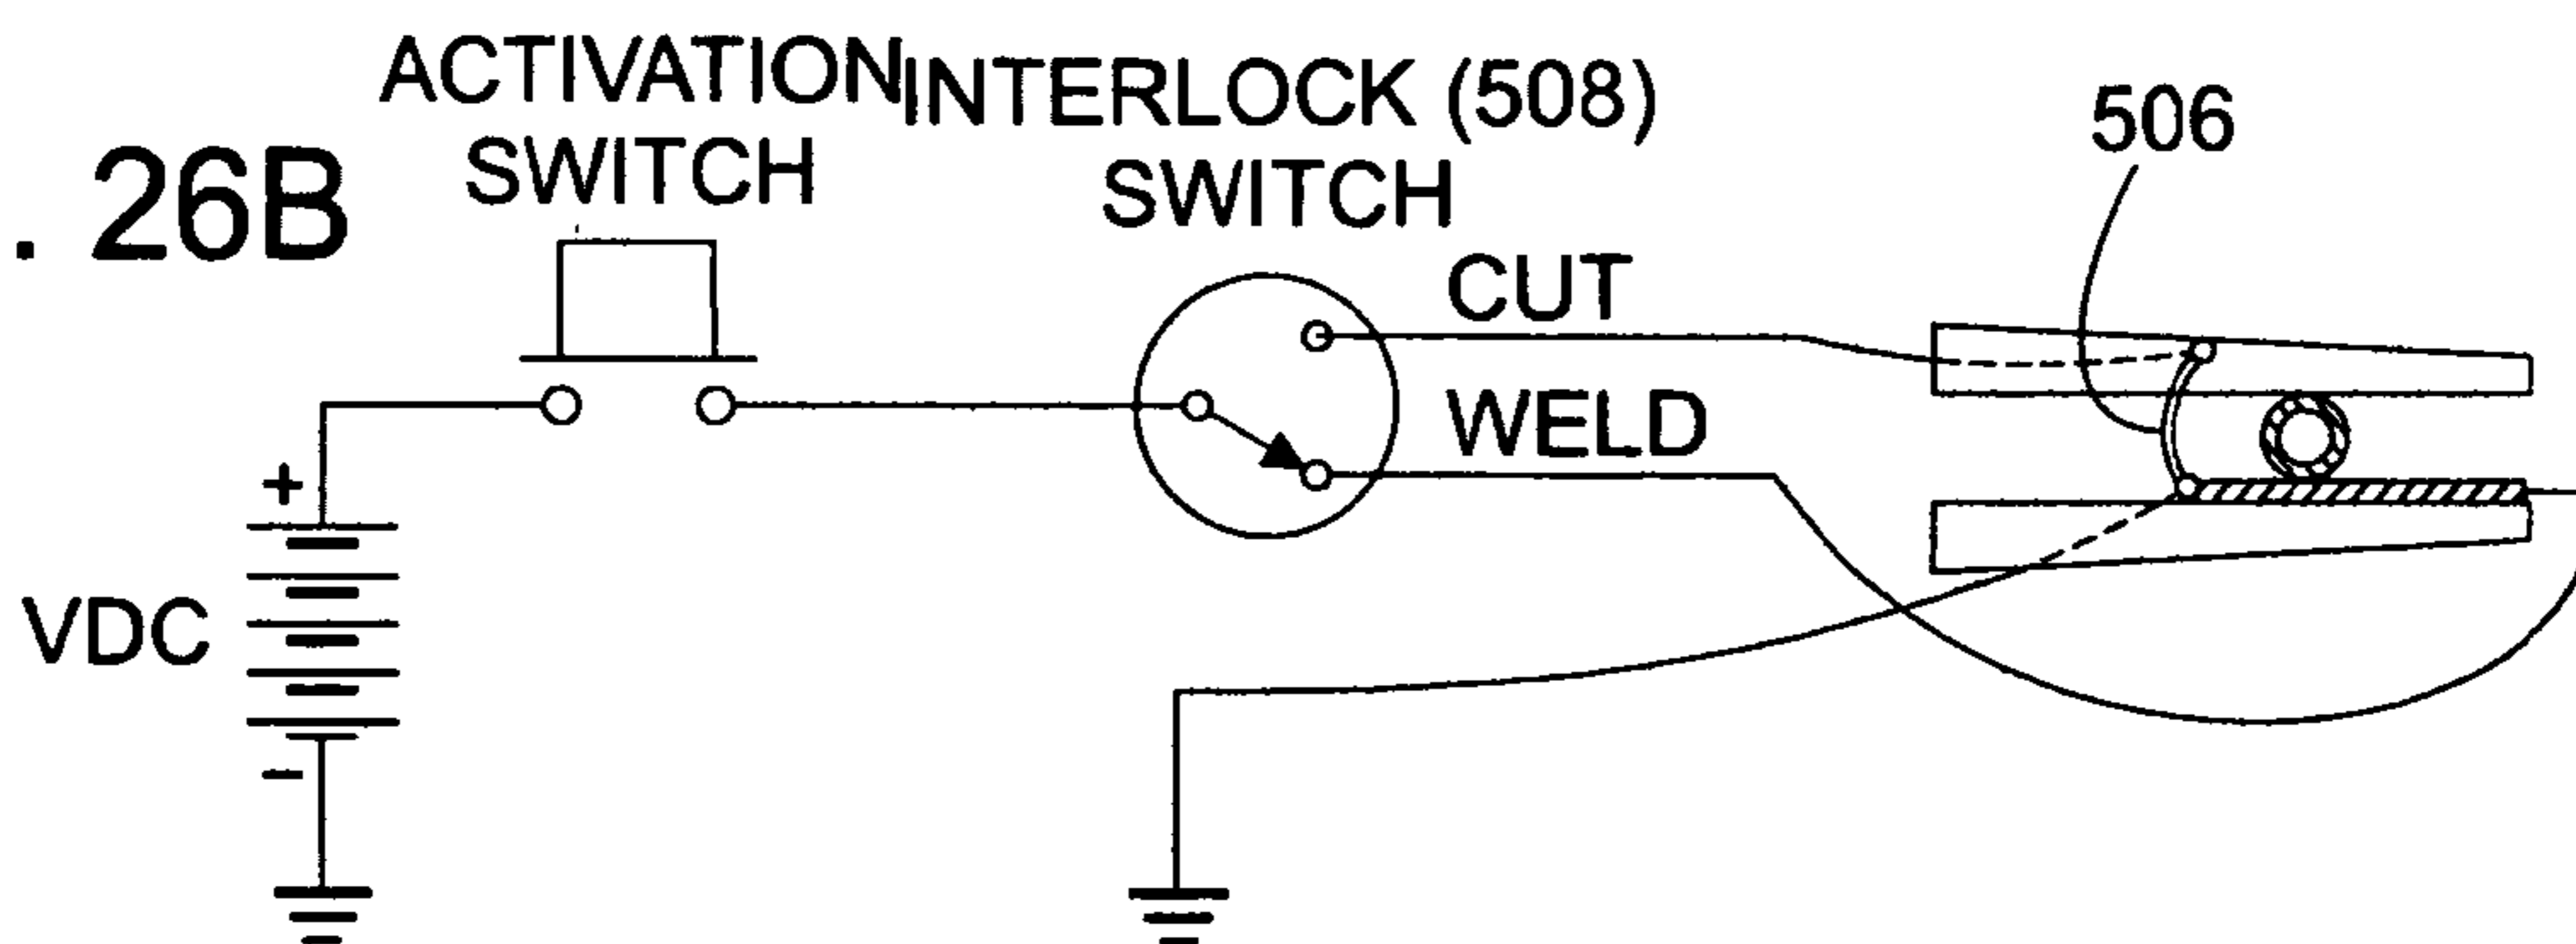 . 26B
ACTIVATION
SWITCH
INTERLOCK (508)
SWITCH
506
CUT
WELD
+
VDC
-